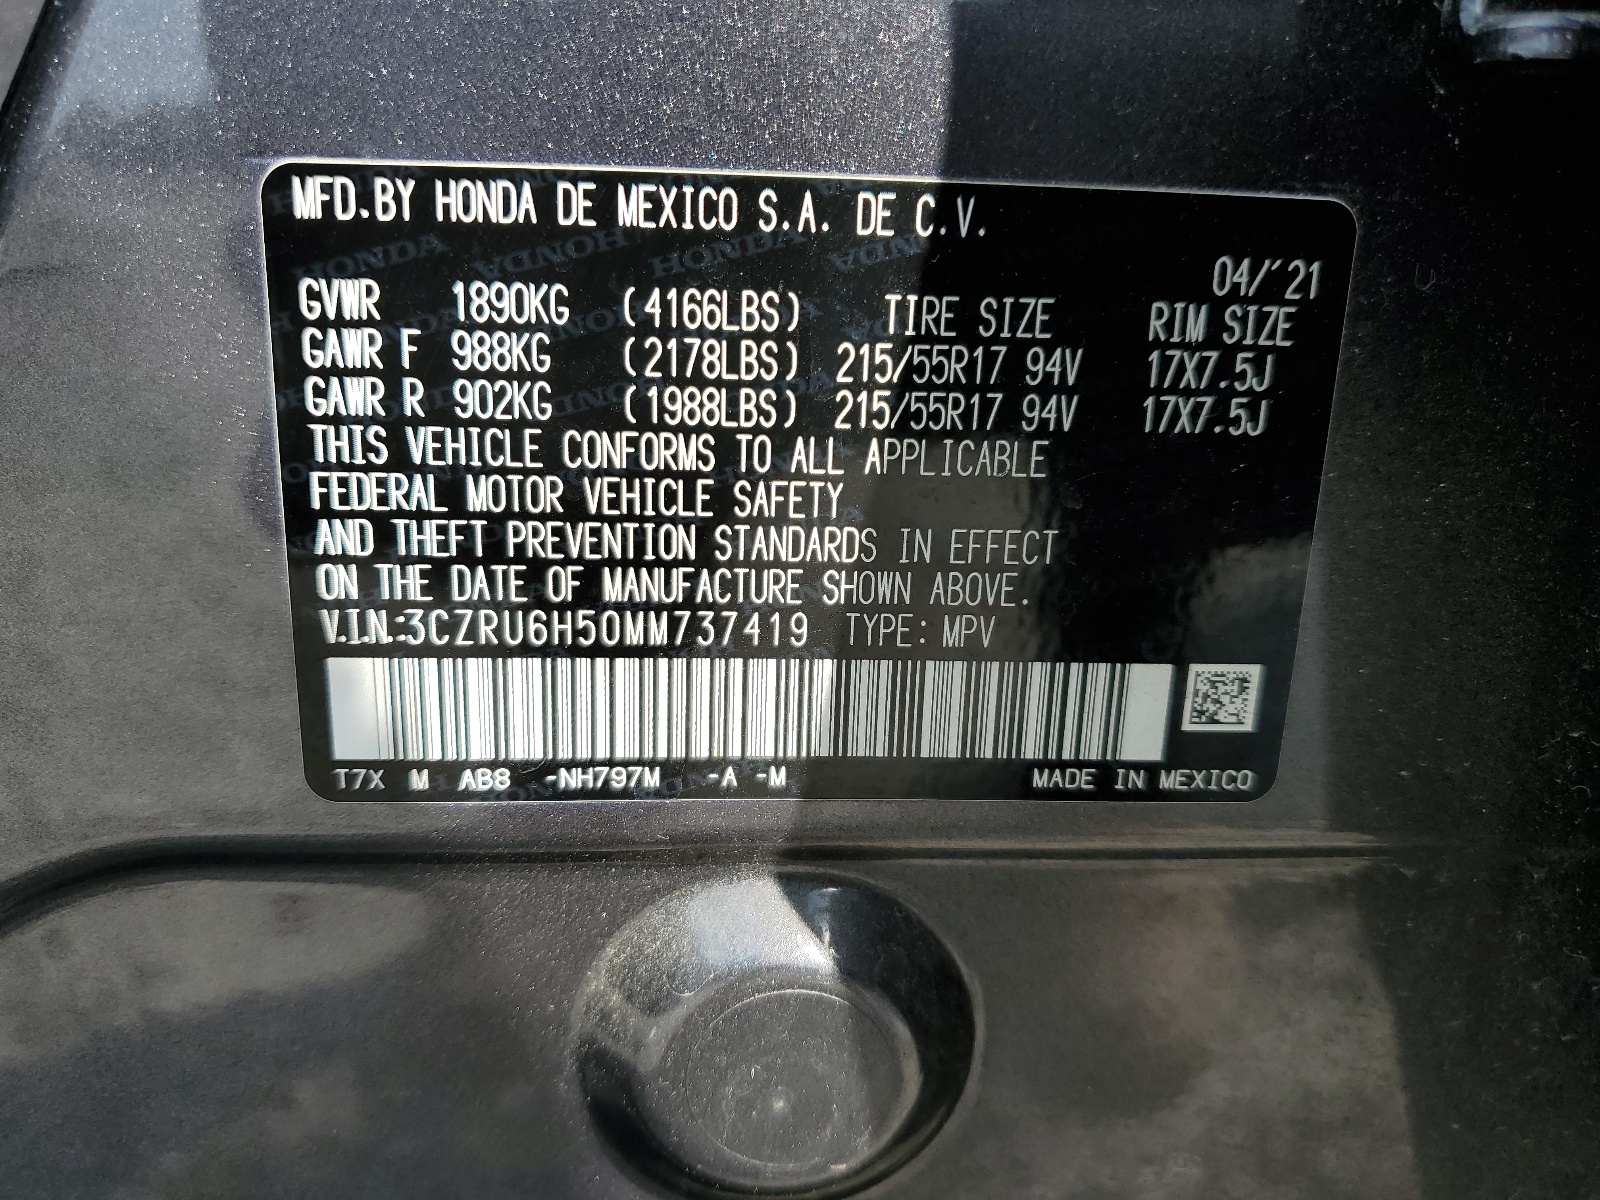 MFD.BY HONDA DE MEXICO S.A. DE C.V.
04/'21
GVWR 1890KG (4166LBS) TIRE SIZE RIM SIZE
GAWR F 988KG (2178LBS) 215/55R17 94V 17X7.5J
GAWR R 902KG (1988LBS) 215/55R17 94V 17X7.5J
THIS VEHICLE CONFORMS TO ALL APPLICABLE
FEDERAL MOTOR VEHICLE SAFETY
AND THEFT PREVENTION STANDARDS IN EFFECT
ON THE DATE OF MANUFACTURE SHOWN ABOVE.
V.I.N.:3CZRU6H50MM737419 TYPE: MPV
T7X M AB8 -NH797M -A -M MADE IN MEXICO